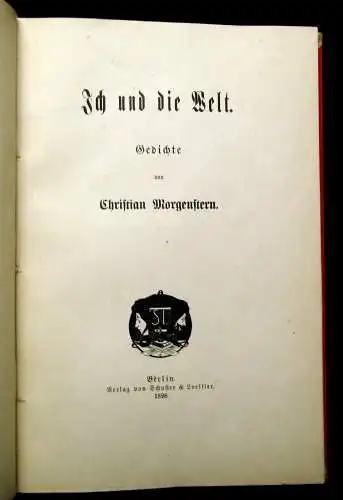 Ich und die Welt.
Gedichte
von
Christian Morgenstern.
Berlin
Verlag von Schuster & Loeffler.
1898